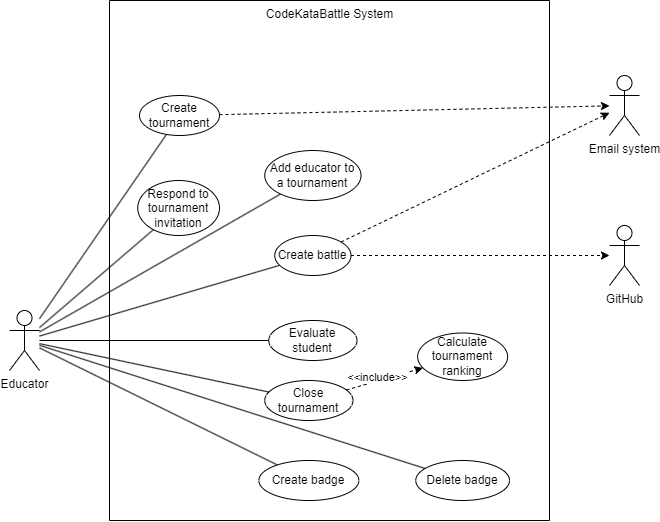 CodeKataBattle System
Create
tournament
Email system
Add educator to
a tournament
Respond to
tournament
invitation
Create battle
GitHub
Educator
Evaluate
student
Calculate
tournament
ranking
<<include>>
Close
tournament
Create badge
Delete badge